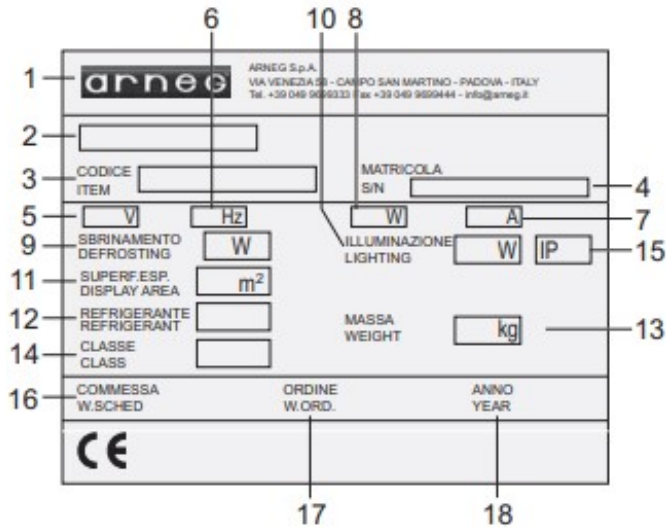 6 10 8
ARNEG S.p.A.
1 arneg VIA VENEZIA 58 - CAMPO SAN MARTINO - PADOVA - ITALY
Tel. +39 049 9699333 Fax +39 049 9699444 - info@arneg.it
2
CODICE MATRICOLA
3 ITEM S/N 4
5 V Hz W A 7
9 SBRINAMENTO W ILLUMINAZIONE W IP 15
DEFROSTING LIGHTING
11 SUPERF.ESP. m²
DISPLAY AREA
12 REFRIGERANTE MASSA kg 13
REFRIGERANT WEIGHT
14 CLASSE
CLASS
16 COMMESSA ORDINE ANNO
W.SCHED W.ORD. YEAR
CE
17 18